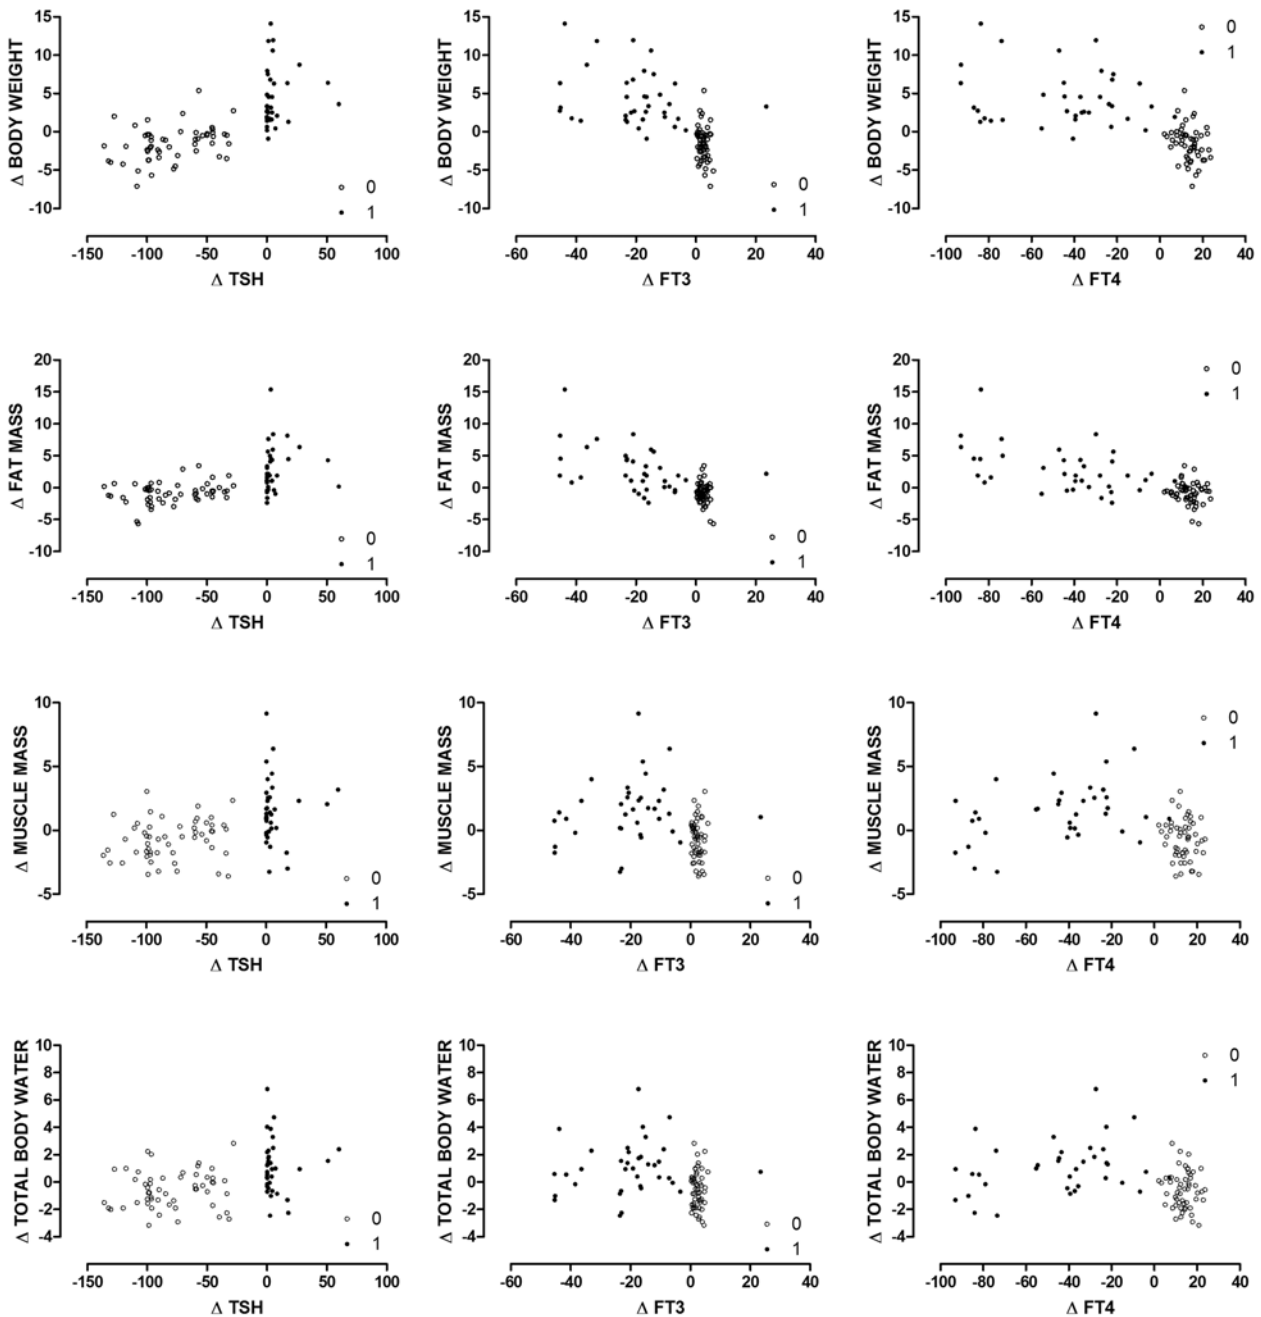 15
10
5
0
-5
-10
Δ BODY WEIGHT
-150 -100 -50 0 50 100
Δ TSH
0
1
15
10
5
0
-5
-10
Δ BODY WEIGHT
-60 -40 -20 0 20 40
Δ FT3
0
1
15
10
5
0
-5
-10
Δ BODY WEIGHT
-100 -80 -60 -40 -20 0 20 40
Δ FT4
0
1
20
15
10
5
0
-5
-10
Δ FAT MASS
-150 -100 -50 0 50 100
Δ TSH
0
1
20
15
10
5
0
-5
-10
Δ FAT MASS
-60 -40 -20 0 20 40
Δ FT3
0
1
20
15
10
5
0
-5
-10
Δ FAT MASS
-100 -80 -60 -40 -20 0 20 40
Δ FT4
0
1
10
5
0
-5
Δ MUSCLE MASS
-150 -100 -50 0 50 100
Δ TSH
0
1
10
5
0
-5
Δ MUSCLE MASS
-60 -40 -20 0 20 40
Δ FT3
0
1
10
5
0
-5
Δ MUSCLE MASS
-100 -80 -60 -40 -20 0 20 40
Δ FT4
0
1
10
8
6
4
2
0
-2
-4
Δ TOTAL BODY WATER
-150 -100 -50 0 50 100
Δ TSH
0
1
10
8
6
4
2
0
-2
-4
Δ TOTAL BODY WATER
-60 -40 -20 0 20 40
Δ FT3
0
1
10
8
6
4
2
0
-2
-4
Δ TOTAL BODY WATER
-100 -80 -60 -40 -20 0 20 40
Δ FT4
0
1